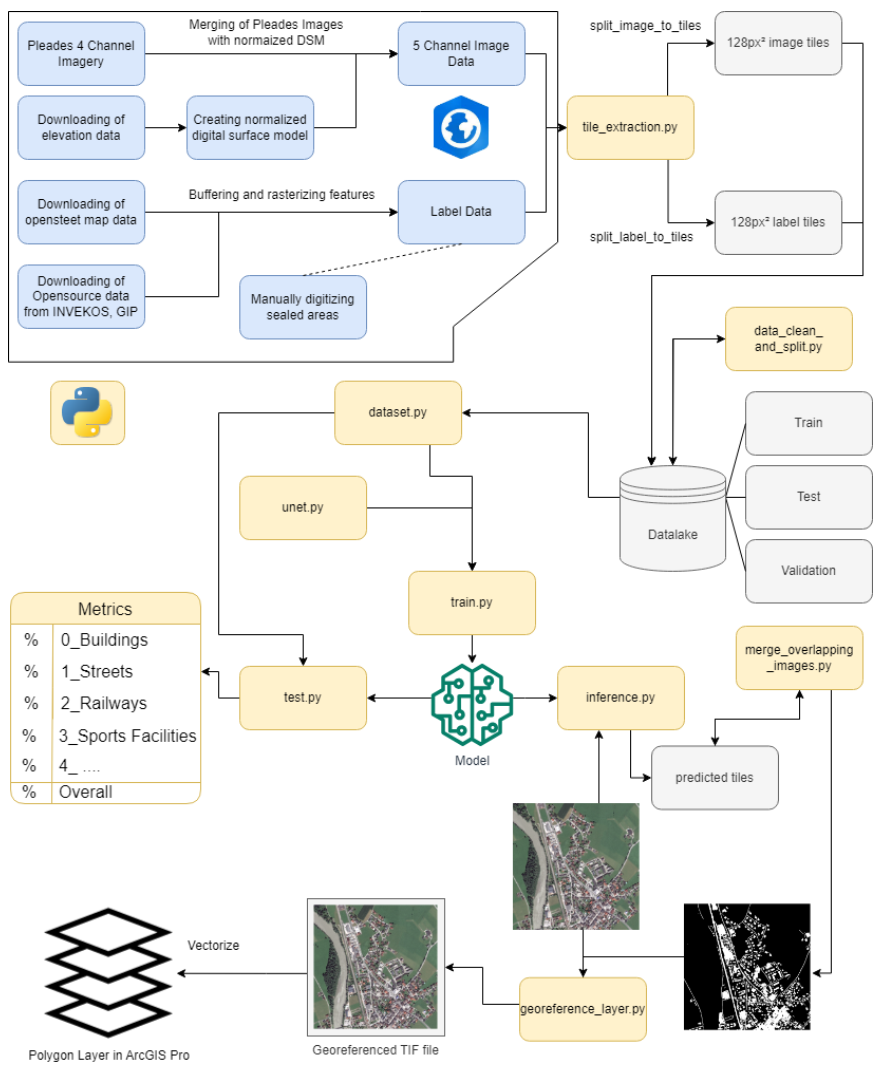 Pleades 4 Channel
Imagery
Merging of Pleades Images
with normaized DSM
5 Channel Image
Data
Downloading of
elevation data
Creating normalized
digital surface model
Downloading of
opensteet map data
Buffering and rasterizing features
Label Data
Downloading of
Opensource data
from INVEKOS, GIP
Manually digitizing
sealed areas
split_image_to_tiles
128px² image tiles
tile_extraction.py
split_label_to_tiles
128px² label tiles
data_clean_
and_split.py
dataset.py
Train
unet.py
Test
Datalake
Validation
train.py
Metrics
% 0_Buildings
% 1_Streets
% 2_Railways
% 3_Sports Facilities
% 4_ ....
% Overall
test.py
Model
inference.py
merge_overlapping
_images.py
predicted tiles
Vectorize
georeference_layer.py
Polygon Layer in ArcGIS Pro
Georeferenced TIF file